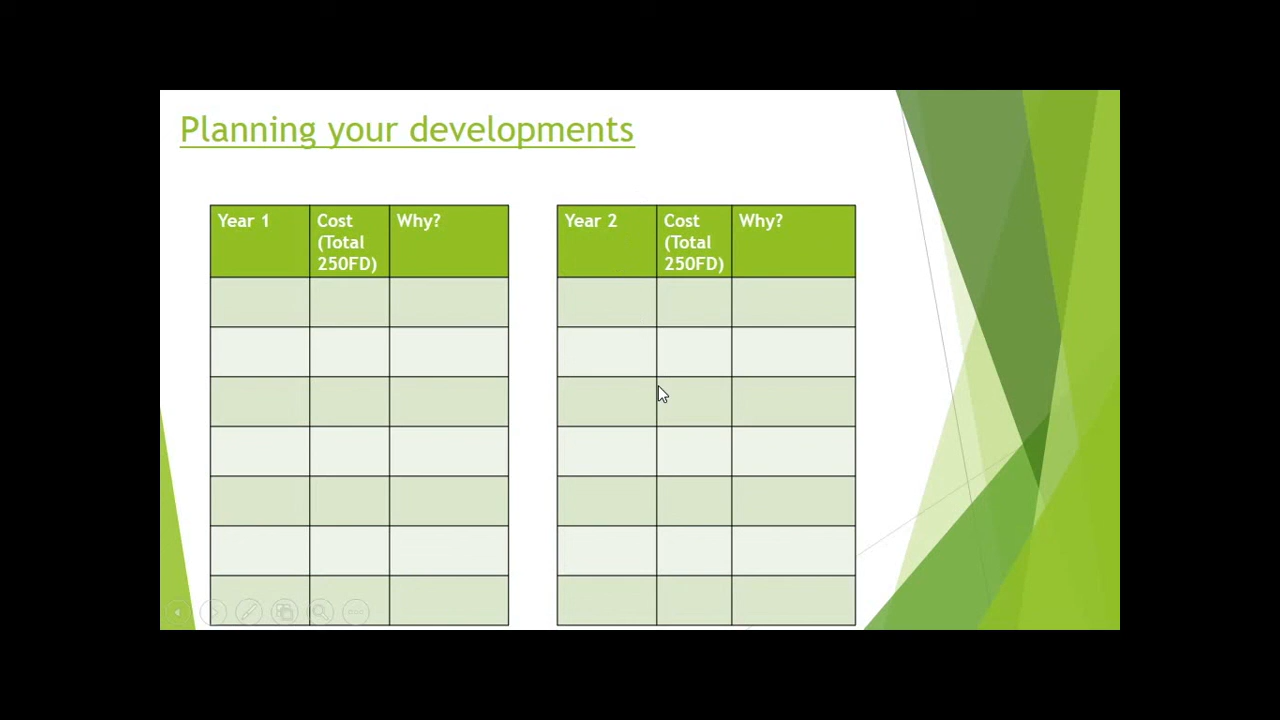 Planning your developments
Year 1
Cost
(Total
250FD)
Why?
Year 2
Cost
(Total
250FD)
Why?